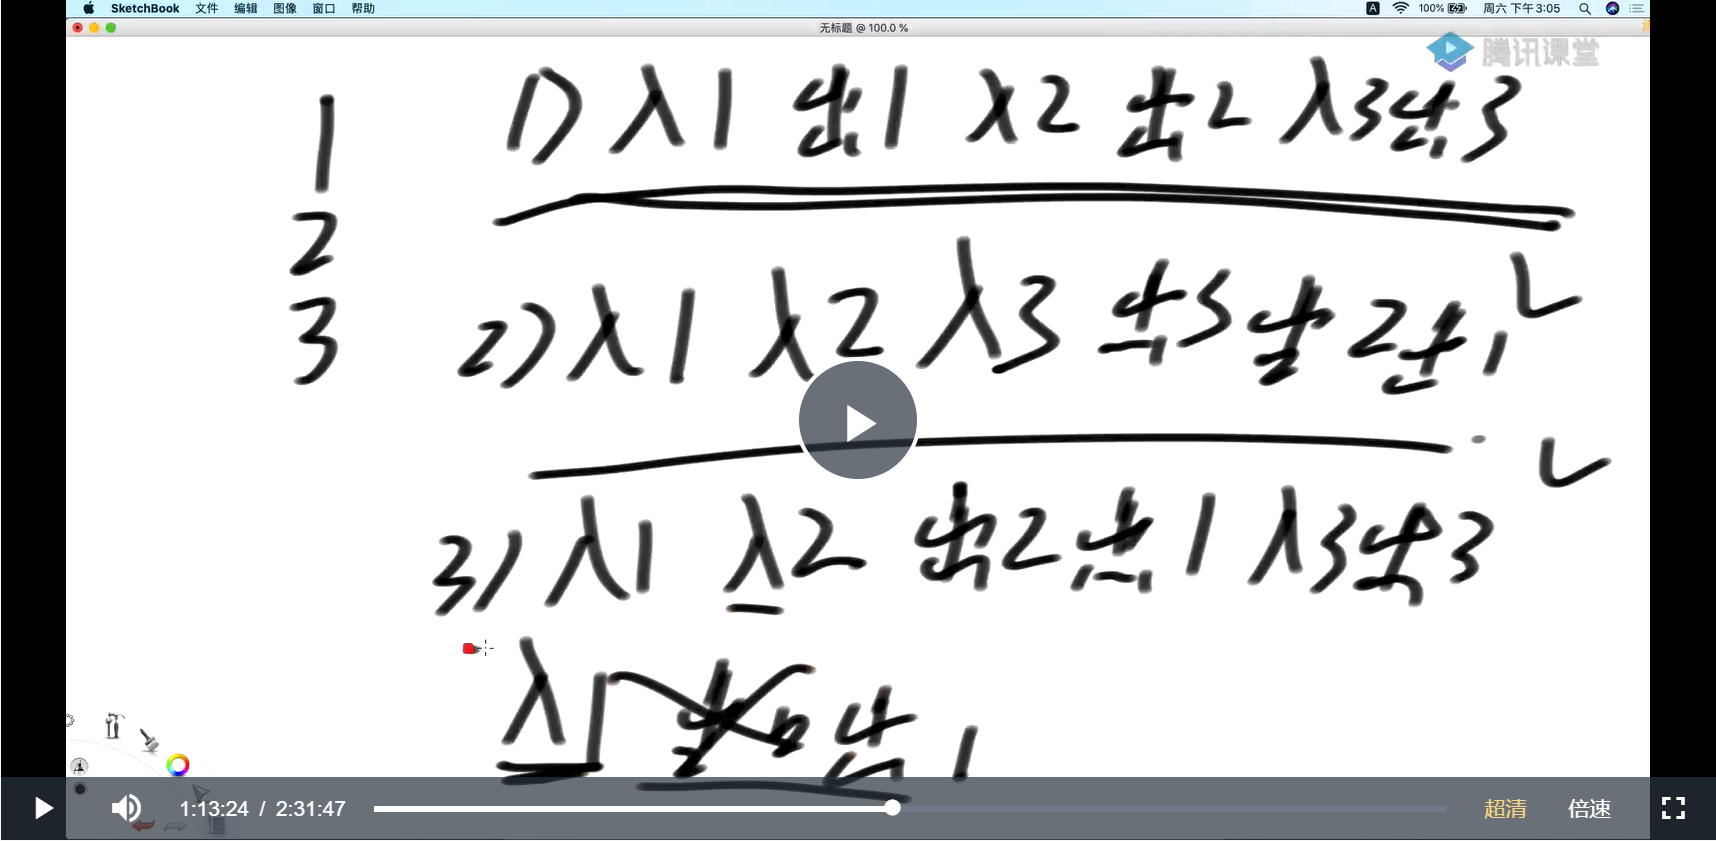 SketchBook 文件 编辑 图像 窗口 帮助 A 100% 周六 下午3:05
无标题 @ 100.0 %
腾讯课堂
1
2
3
1) 入1 出1 入2 出2 入3 出3
2) 入1 入2 入3 出3 出2 出1
3) 入1 入2 出2 出1 入3 出3
入1 出1
1:13:24 / 2:31:47 超清 倍速